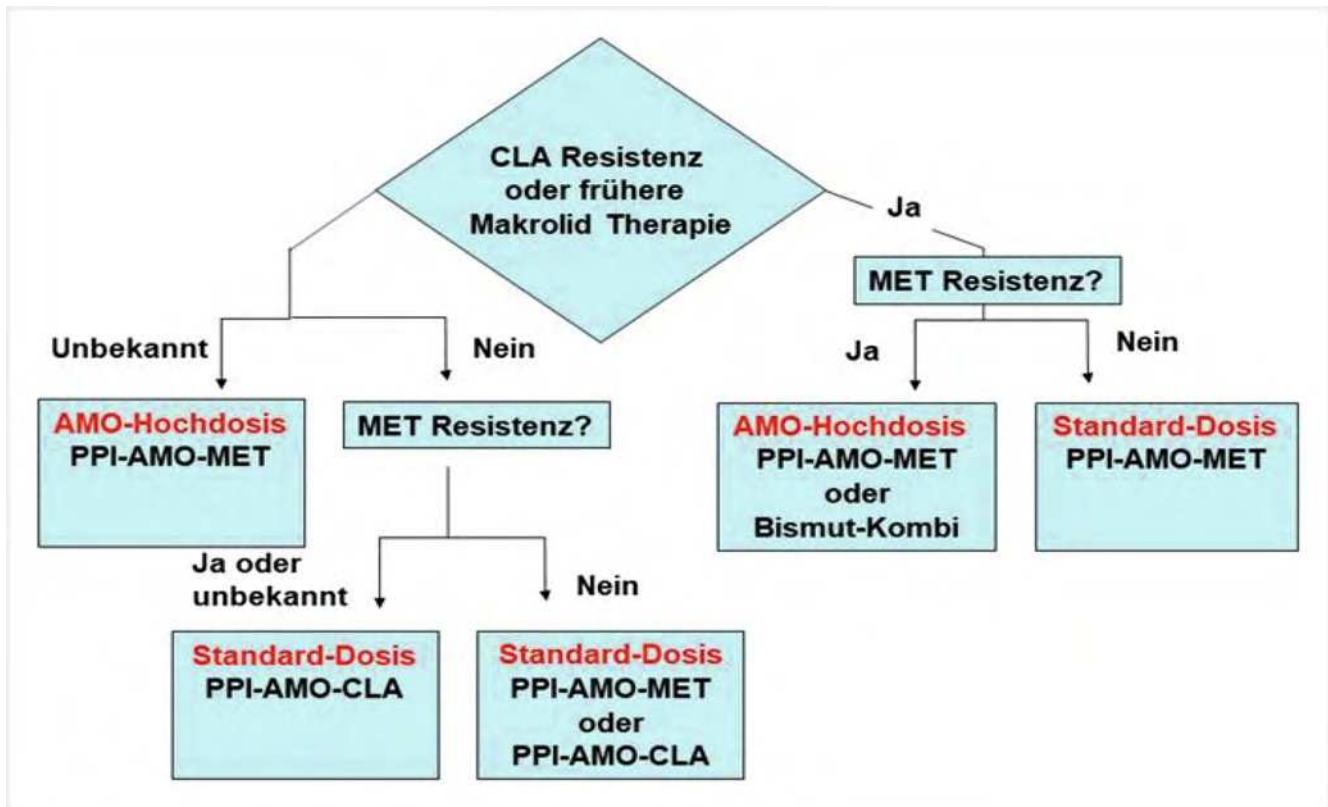 CLA Resistenz
oder frühere
Makrolid Therapie
Ja
MET Resistenz?
Unbekannt
Nein
Ja
Nein
AMO-Hochdosis
PPI-AMO-MET
MET Resistenz?
AMO-Hochdosis
PPI-AMO-MET
oder
Bismut-Kombi
Standard-Dosis
PPI-AMO-MET
Ja oder
unbekannt
Nein
Standard-Dosis
PPI-AMO-CLA
Standard-Dosis
PPI-AMO-MET
oder
PPI-AMO-CLA